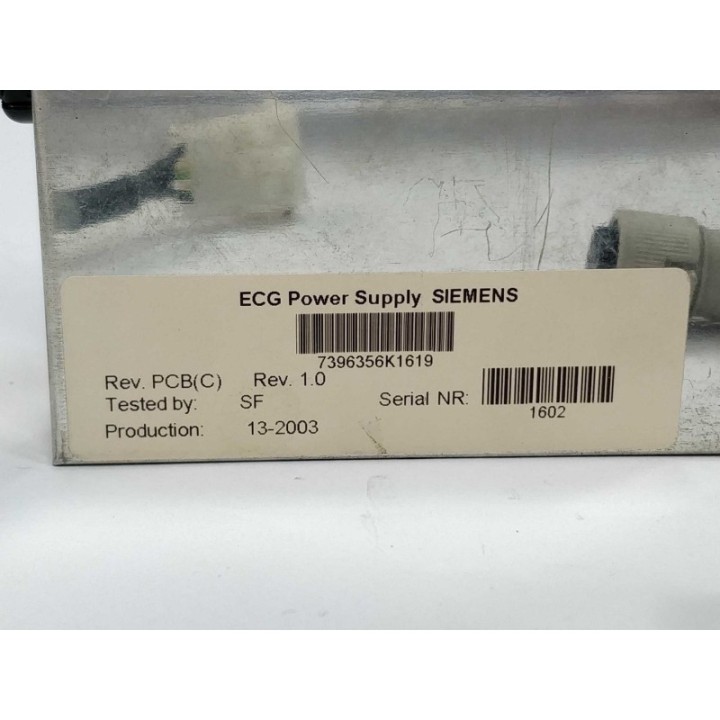 ECG Power Supply SIEMENS
7396356K1619
Rev. PCB(C) Rev. 1.0
Tested by: SF Serial NR:
1602
Production: 13-2003